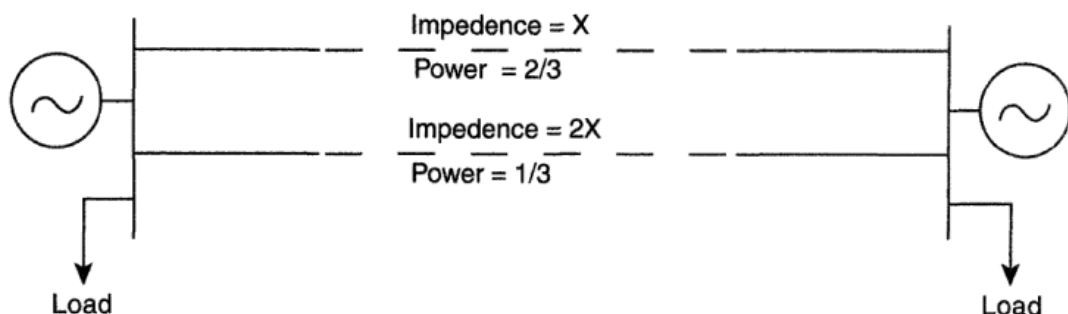 Impedence = X
Power = 2/3
Impedence = 2X
Power = 1/3
Load
Load